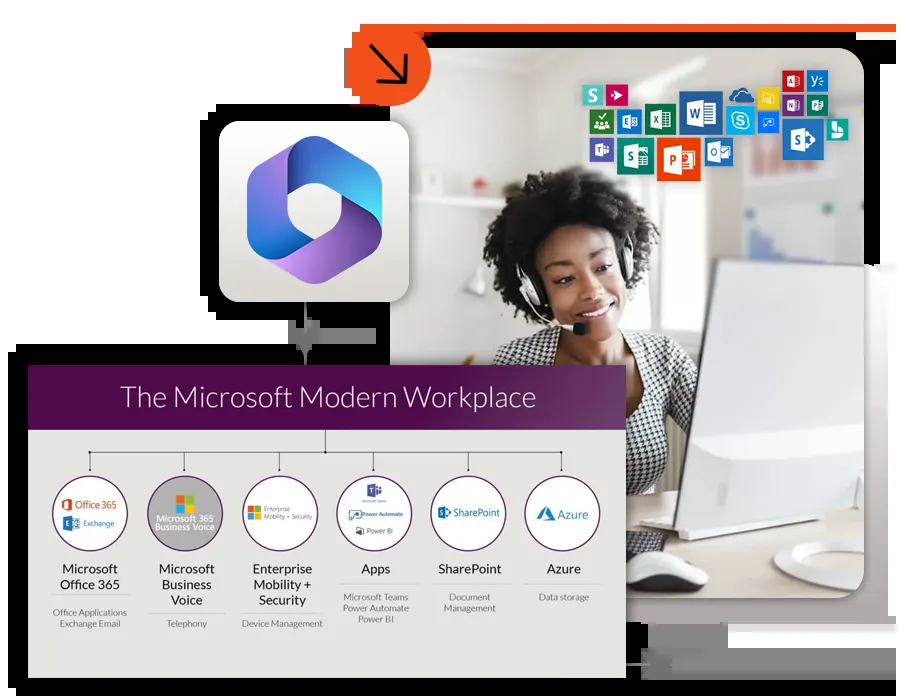 The Microsoft Modern Workplace
Office 365
Exchange
Microsoft 365
Business Voice
Enterprise
Mobility + Security
Microsoft Teams
Power Automate
Power BI
SharePoint
Azure
Microsoft
Office 365
Office Applications
Exchange Email
Microsoft
Business
Voice
Telephony
Enterprise
Mobility +
Security
Device Management
Apps
Microsoft Teams
Power Automate
Power BI
SharePoint
Document
Management
Azure
Data storage